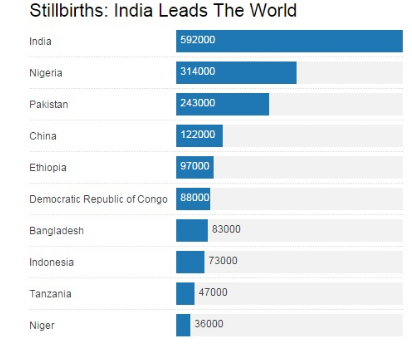 Stillbirths: India Leads The World
India 592000
Nigeria 314000
Pakistan 243000
China 122000
Ethiopia 97000
Democratic Republic of Congo 88000
Bangladesh 83000
Indonesia 73000
Tanzania 47000
Niger 36000